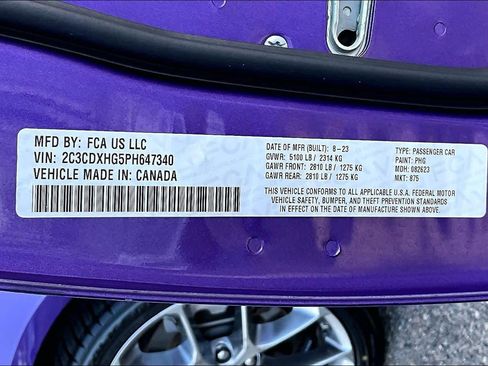 MFD BY: FCA US LLC
VIN: 2C3CDXHG5PH647340
VEHICLE MADE IN: CANADA
DATE OF MFR (BUILT): 8-23
GVWR: 5100 LB / 2314 KG
GAWR FRONT: 2810 LB / 1275 KG
GAWR REAR: 2810 LB / 1275 KG
TYPE: PASSENGER CAR
PAINT: PHG
MDH: 082623
MKT: 875
THIS VEHICLE CONFORMS TO ALL APPLICABLE U.S.A. FEDERAL MOTOR
VEHICLE SAFETY, BUMPER, AND THEFT PREVENTION STANDARDS
IN EFFECT ON THE DATE OF MANUFACTURE SHOWN ABOVE.